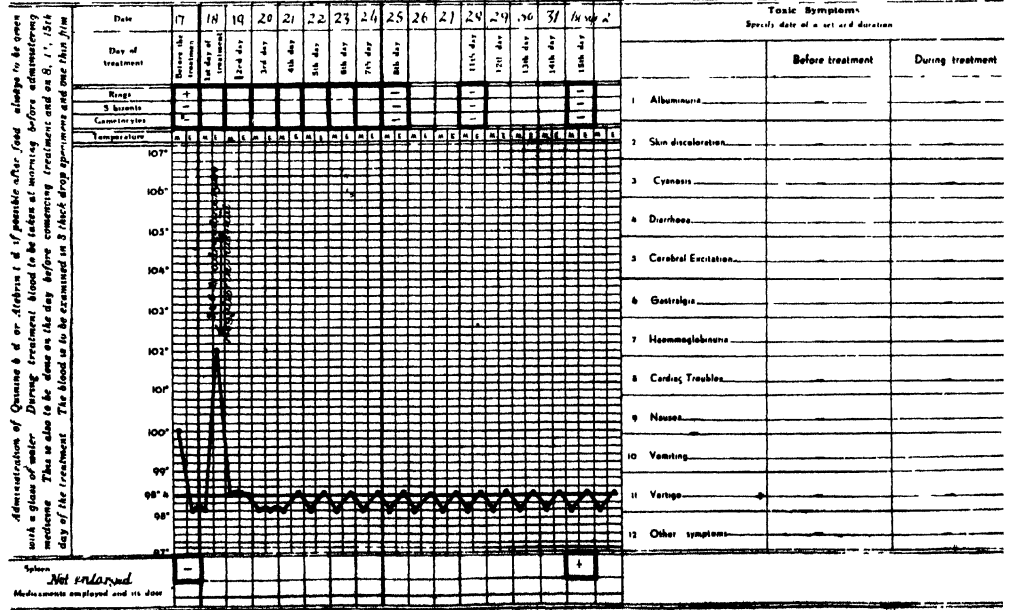 Administration of Quinine b d or Atebrin t d if possible after food always to be given
with a glass of water During treatment blood to be taken at morning before administering
medicine This is also to be done on the day before comencing treatment and on 8, 15th
day of the treatment The blood is to be examined in 3 thick drop specimens and one thin film
Date 17 18 19 20 21 22 23 24 25 26 27 28 29 30 31 2
Day of treatment
Before the treatment
1st day of treatment
2rd day
3rd day
4th day
5th day
6th day
7th day
8th day
11th day
12th day
13th day
14th day
15th day
Rings + – – –
S hizonts – – – –
Gametocytes – – – –
Temperature M E M E M E M E M E M E M E M E M E M E M E M E M E M E M E M E M E
107°
106°
105°
104°
103°
102°
101°
100°
99°
98°4
98°
97°
Spleen – +
Not enlarged
Medicaments employed and its dose
Toxic Symptoms
Specify date of and duration
Before treatment During treatment
1 Albuminuria
2 Skin discoloration
3 Cyanosis
4 Diarrhoea
5 Cerebral Excitation
6 Gastralgia
7 Haemmoglobinuria
8 Cardiac Troubles
9 Nausea
10 Vomiting
11 Vertigo
12 Other symptoms